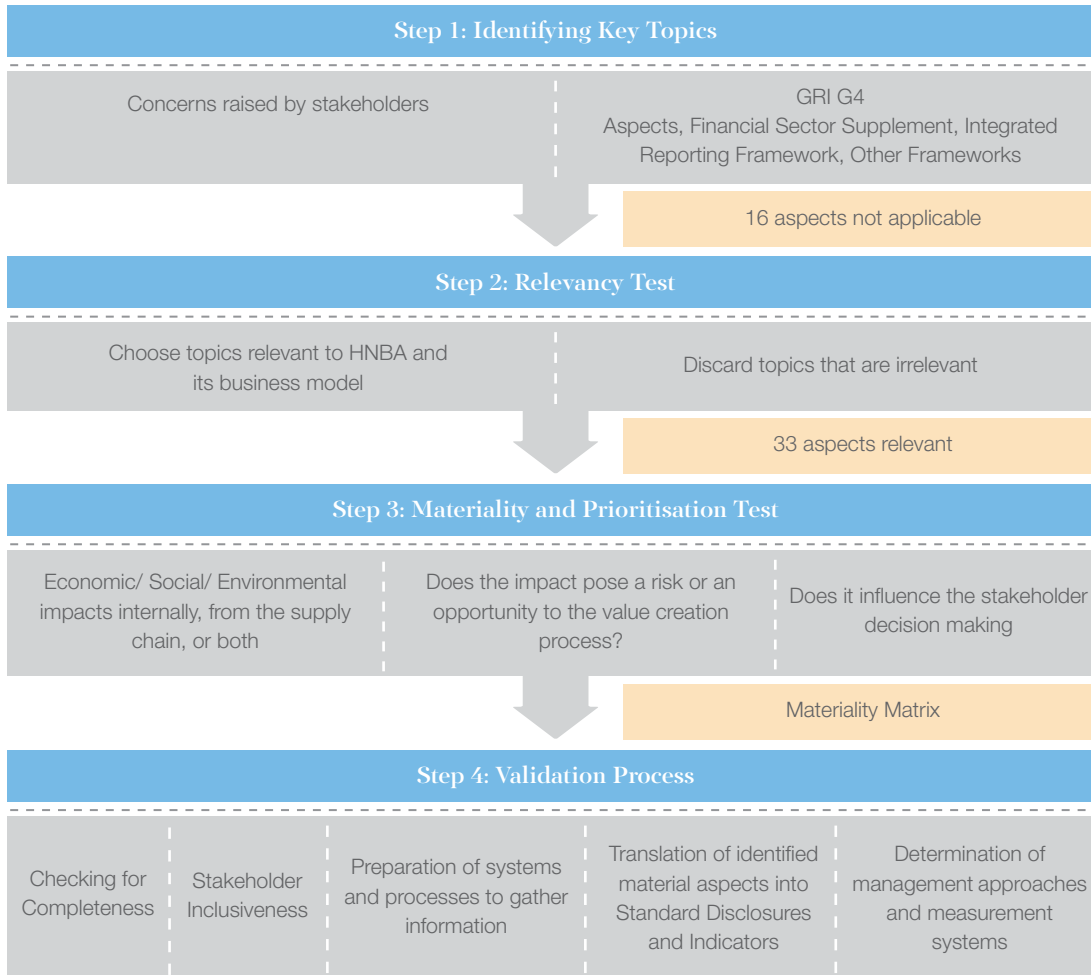 Step 1: Identifying Key Topics
Concerns raised by stakeholders
GRI G4
Aspects, Financial Sector Supplement, Integrated
Reporting Framework, Other Frameworks
16 aspects not applicable
Step 2: Relevancy Test
Choose topics relevant to HNBA and
its business model
Discard topics that are irrelevant
33 aspects relevant
Step 3: Materiality and Prioritisation Test
Economic/ Social/ Environmental
impacts internally, from the supply
chain, or both
Does the impact pose a risk or an
opportunity to the value creation
process?
Does it influence the stakeholder
decision making
Materiality Matrix
Step 4: Validation Process
Checking for
Completeness
Stakeholder
Inclusiveness
Preparation of systems
and processes to gather
information
Translation of identified
material aspects into
Standard Disclosures
and Indicators
Determination of
management approaches
and measurement
systems